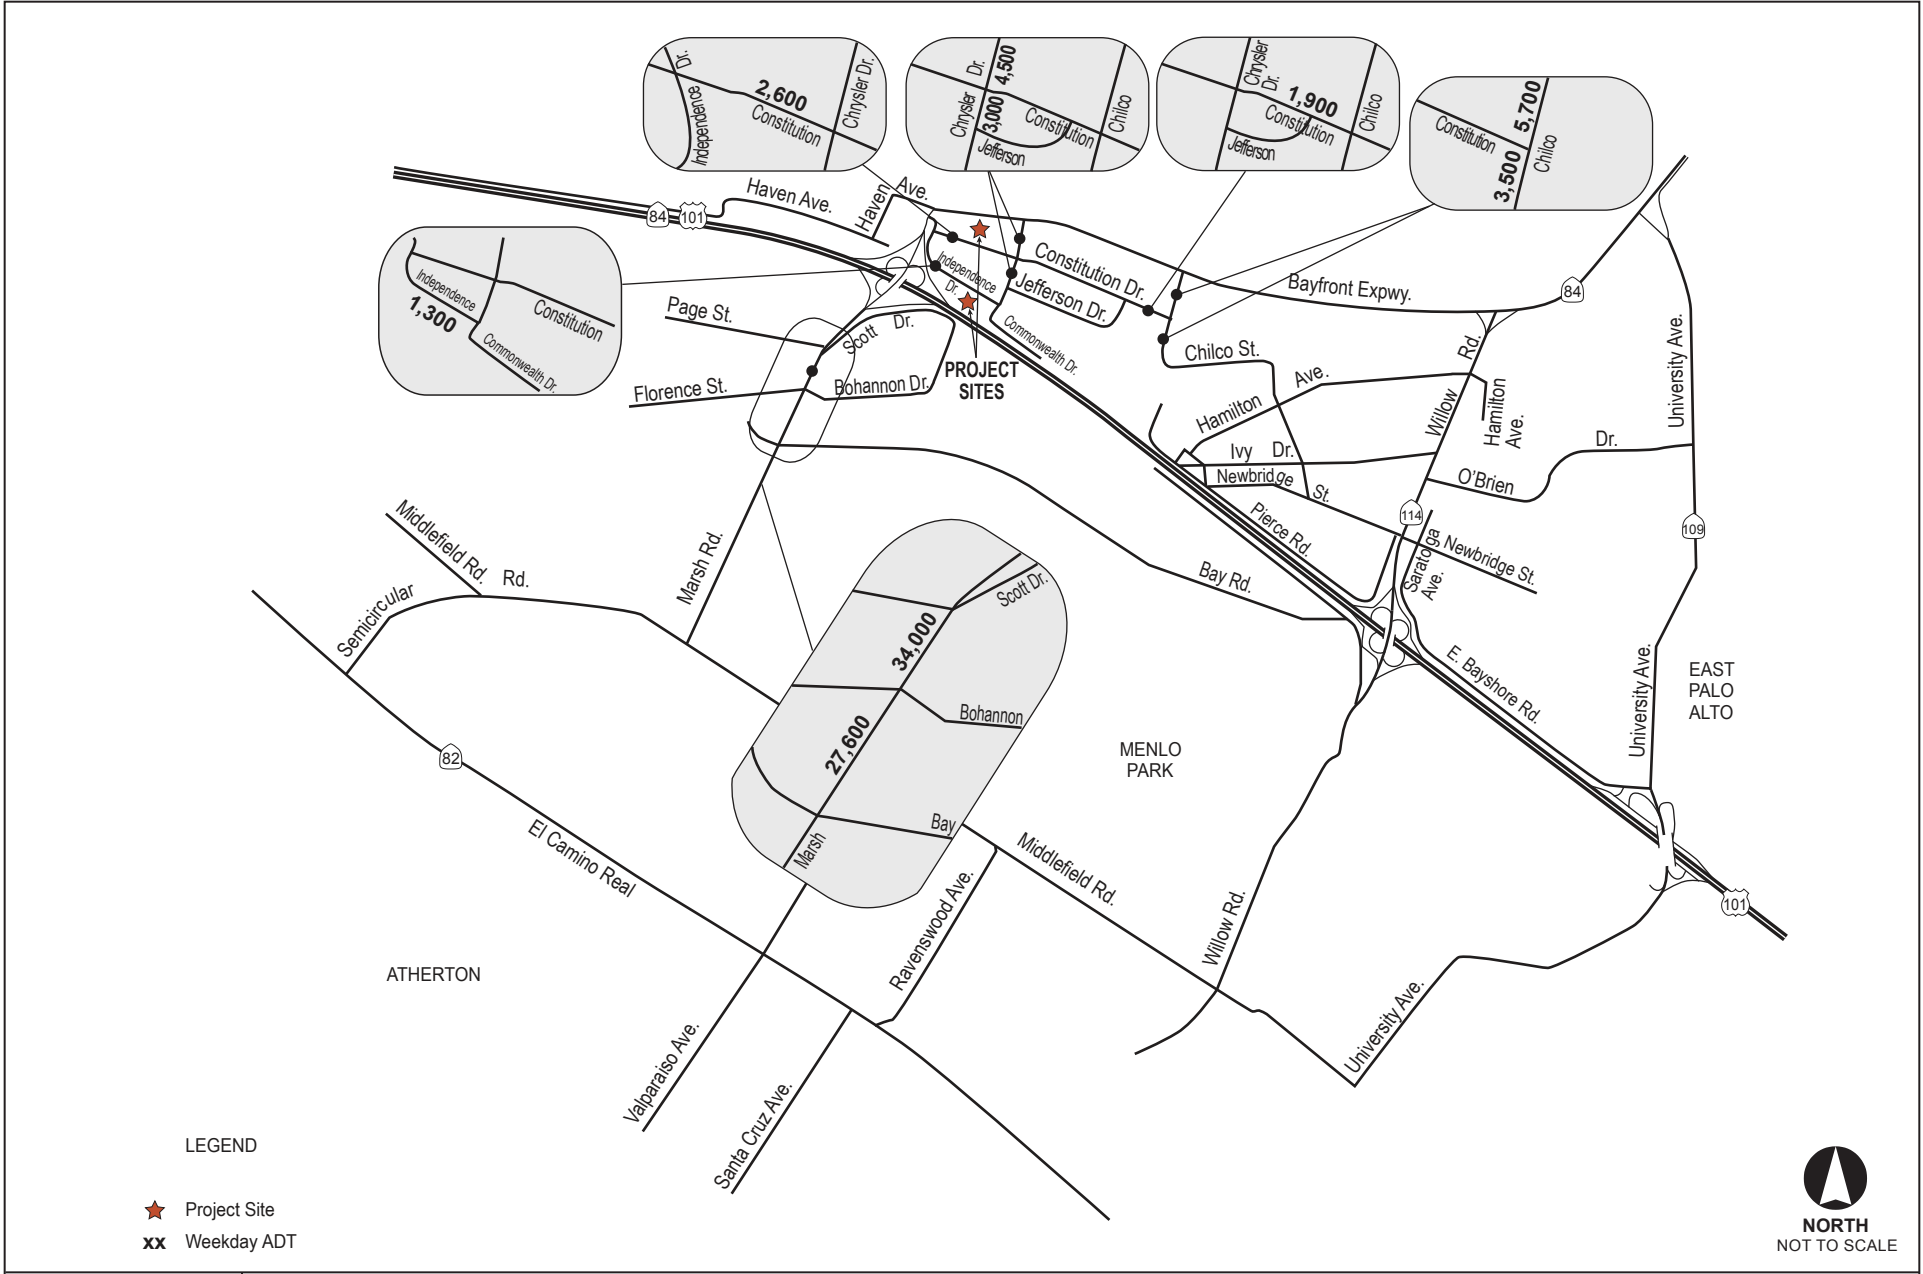 Dr.
Independence
2,600
Constitution
Chrysler Dr.
Dr.
4,500
Chrysler
3,000
Constitution
Jefferson
Chilco
Chrysler
Dr.
1,900
Constitution
Jefferson
Chilco
Constitution
5,700
3,500
Chilco
84
101
Haven Ave.
Haven
Ave.
Independence
1,300
Constitution
Commonwealth Dr.
Independence
Dr.
Constitution Dr.
Jefferson Dr.
Commonwealth Dr.
Bayfront Expwy.
84
Page St.
Scott Dr.
Florence St.
Bohannon Dr.
PROJECT
SITES
Chilco St.
Hamilton Ave.
Willow Rd.
Hamilton
Ave.
University Ave.
Ivy Dr.
Newbridge St.
O'Brien Dr.
114
109
Pierce Rd.
Saratoga
Ave.
Newbridge St.
Bay Rd.
Middlefield Rd.
Semicircular Rd.
Marsh Rd.
Scott Dr.
34,000
Bohannon
27,600
Bay
Marsh
E. Bayshore Rd.
University Ave.
EAST
PALO
ALTO
MENLO
PARK
82
El Camino Real
Middlefield Rd.
Ravenswood Ave.
Willow Rd.
101
ATHERTON
University Ave.
Valparaiso Ave.
Santa Cruz Ave.
LEGEND
Project Site
xx Weekday ADT
NORTH
NOT TO SCALE